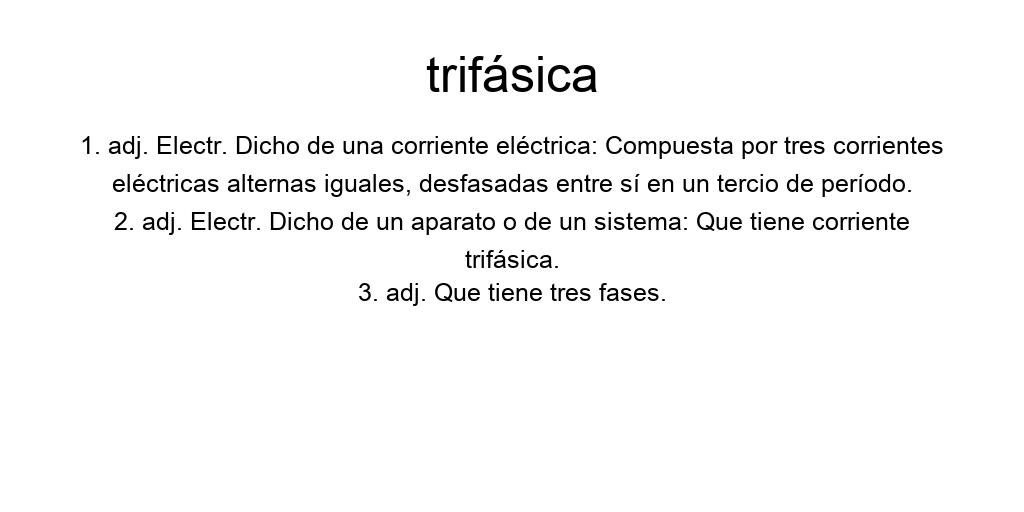 trifásica
1. adj. Electr. Dicho de una corriente eléctrica: Compuesta por tres corrientes
eléctricas alternas iguales, desfasadas entre sí en un tercio de período.
2. adj. Electr. Dicho de un aparato o de un sistema: Que tiene corriente
trifásica.
3. adj. Que tiene tres fases.